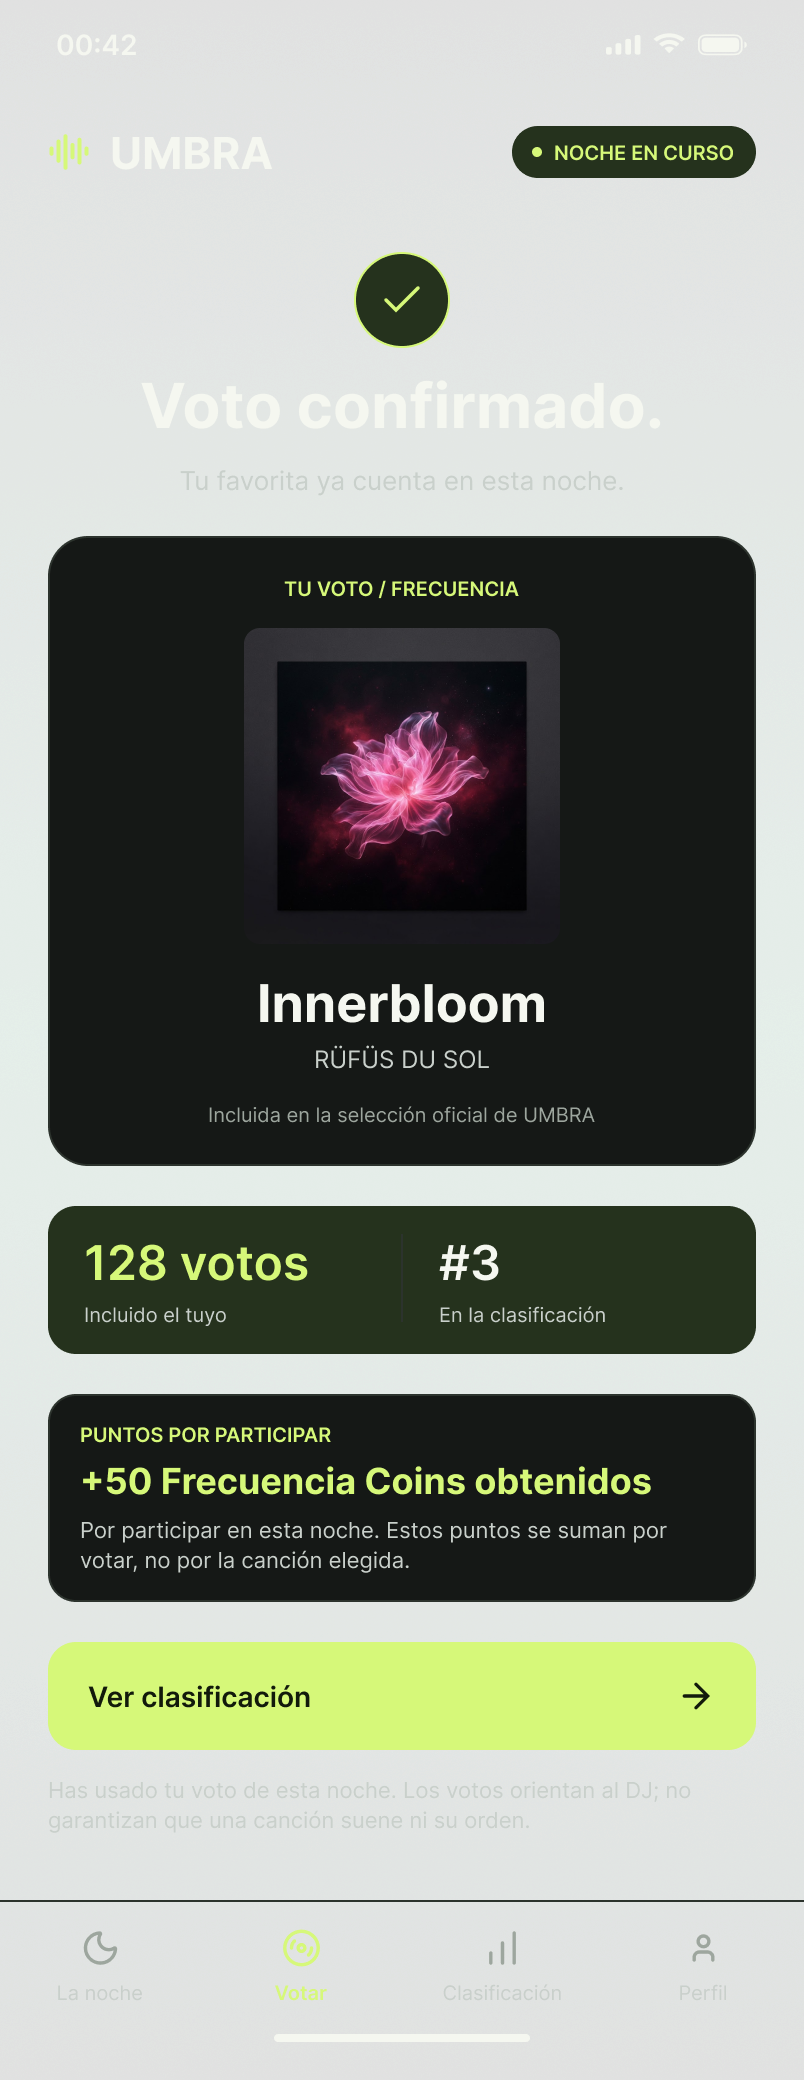 00:42
UMBRA
NOCHE EN CURSO
Voto confirmado.
Tu favorita ya cuenta en esta noche.
TU VOTO / FRECUENCIA
Innerbloom
RÜFÜS DU SOL
Incluida en la selección oficial de UMBRA
128 votos
Incluido el tuyo
#3
En la clasificación
PUNTOS POR PARTICIPAR
+50 Frecuencia Coins obtenidos
Por participar en esta noche. Estos puntos se suman por
votar, no por la canción elegida.
Ver clasificación
Has usado tu voto de esta noche. Los votos orientan al DJ; no
garantizan que una canción suene ni su orden.
La noche
Votar
Clasificación
Perfil